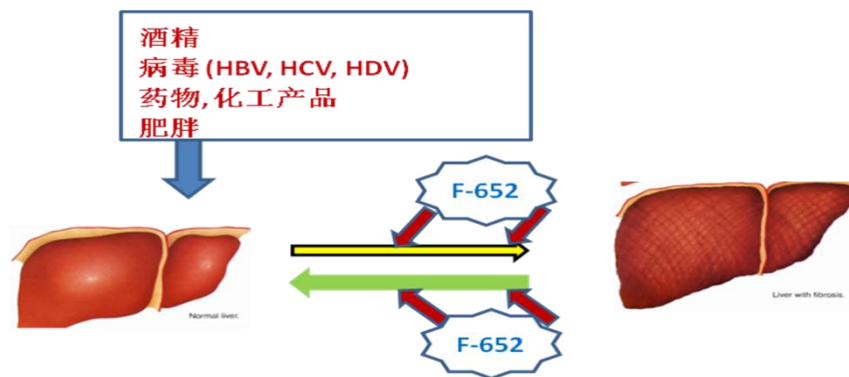 酒精
病毒 (HBV, HCV, HDV)
药物,化工产品
肥胖
F-652
Normal liver.
Liver with fibrosis.
F-652